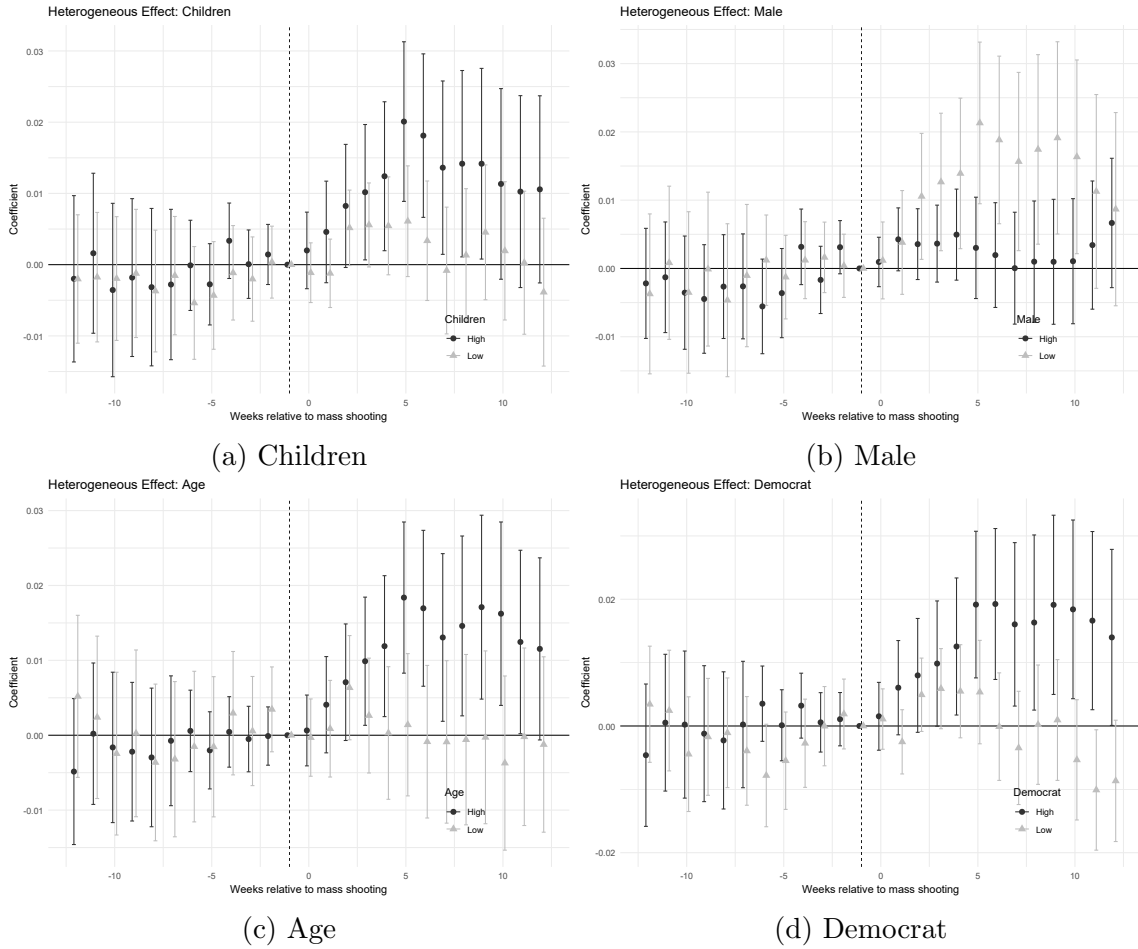 Heterogeneous Effect: Children
0.03
0.02
0.01
0.00
-0.01
Coefficient
Children
High
Low
-10
-5
0
5
10
Weeks relative to mass shooting
(a) Children
Heterogeneous Effect: Male
0.03
0.02
0.01
0.00
-0.01
Coefficient
Male
High
Low
-10
-5
0
5
10
Weeks relative to mass shooting
(b) Male
Heterogeneous Effect: Age
0.03
0.02
0.01
0.00
-0.01
Coefficient
Age
High
Low
-10
-5
0
5
10
Weeks relative to mass shooting
(c) Age
Heterogeneous Effect: Democrat
0.02
0.00
-0.02
Coefficient
Democrat
High
Low
-10
-5
0
5
10
Weeks relative to mass shooting
(d) Democrat